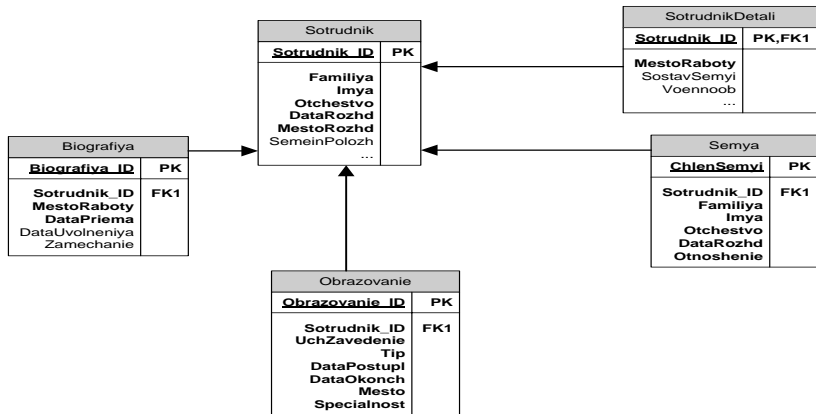 Sotrudnik
Sotrudnik_ID PK
Familiya
Imya
Otchestvo
DataRozhd
MestoRozhd
SemeinPolozh
...
SotrudnikDetali
Sotrudnik_ID PK,FK1
MestoRaboty
SostavSemyi
Voennoob
...
Biografiya
Biografiya_ID PK
Sotrudnik_ID FK1
MestoRaboty
DataPriema
DataUvolneniya
Zamechanie
Semya
ChlenSemyi PK
Sotrudnik_ID FK1
Familiya
Imya
Otchestvo
DataRozhd
Otnoshenie
Obrazovanie
Obrazovanie_ID PK
Sotrudnik_ID FK1
UchZavedenie
Tip
DataPostupl
DataOkonch
Mesto
Specialnost